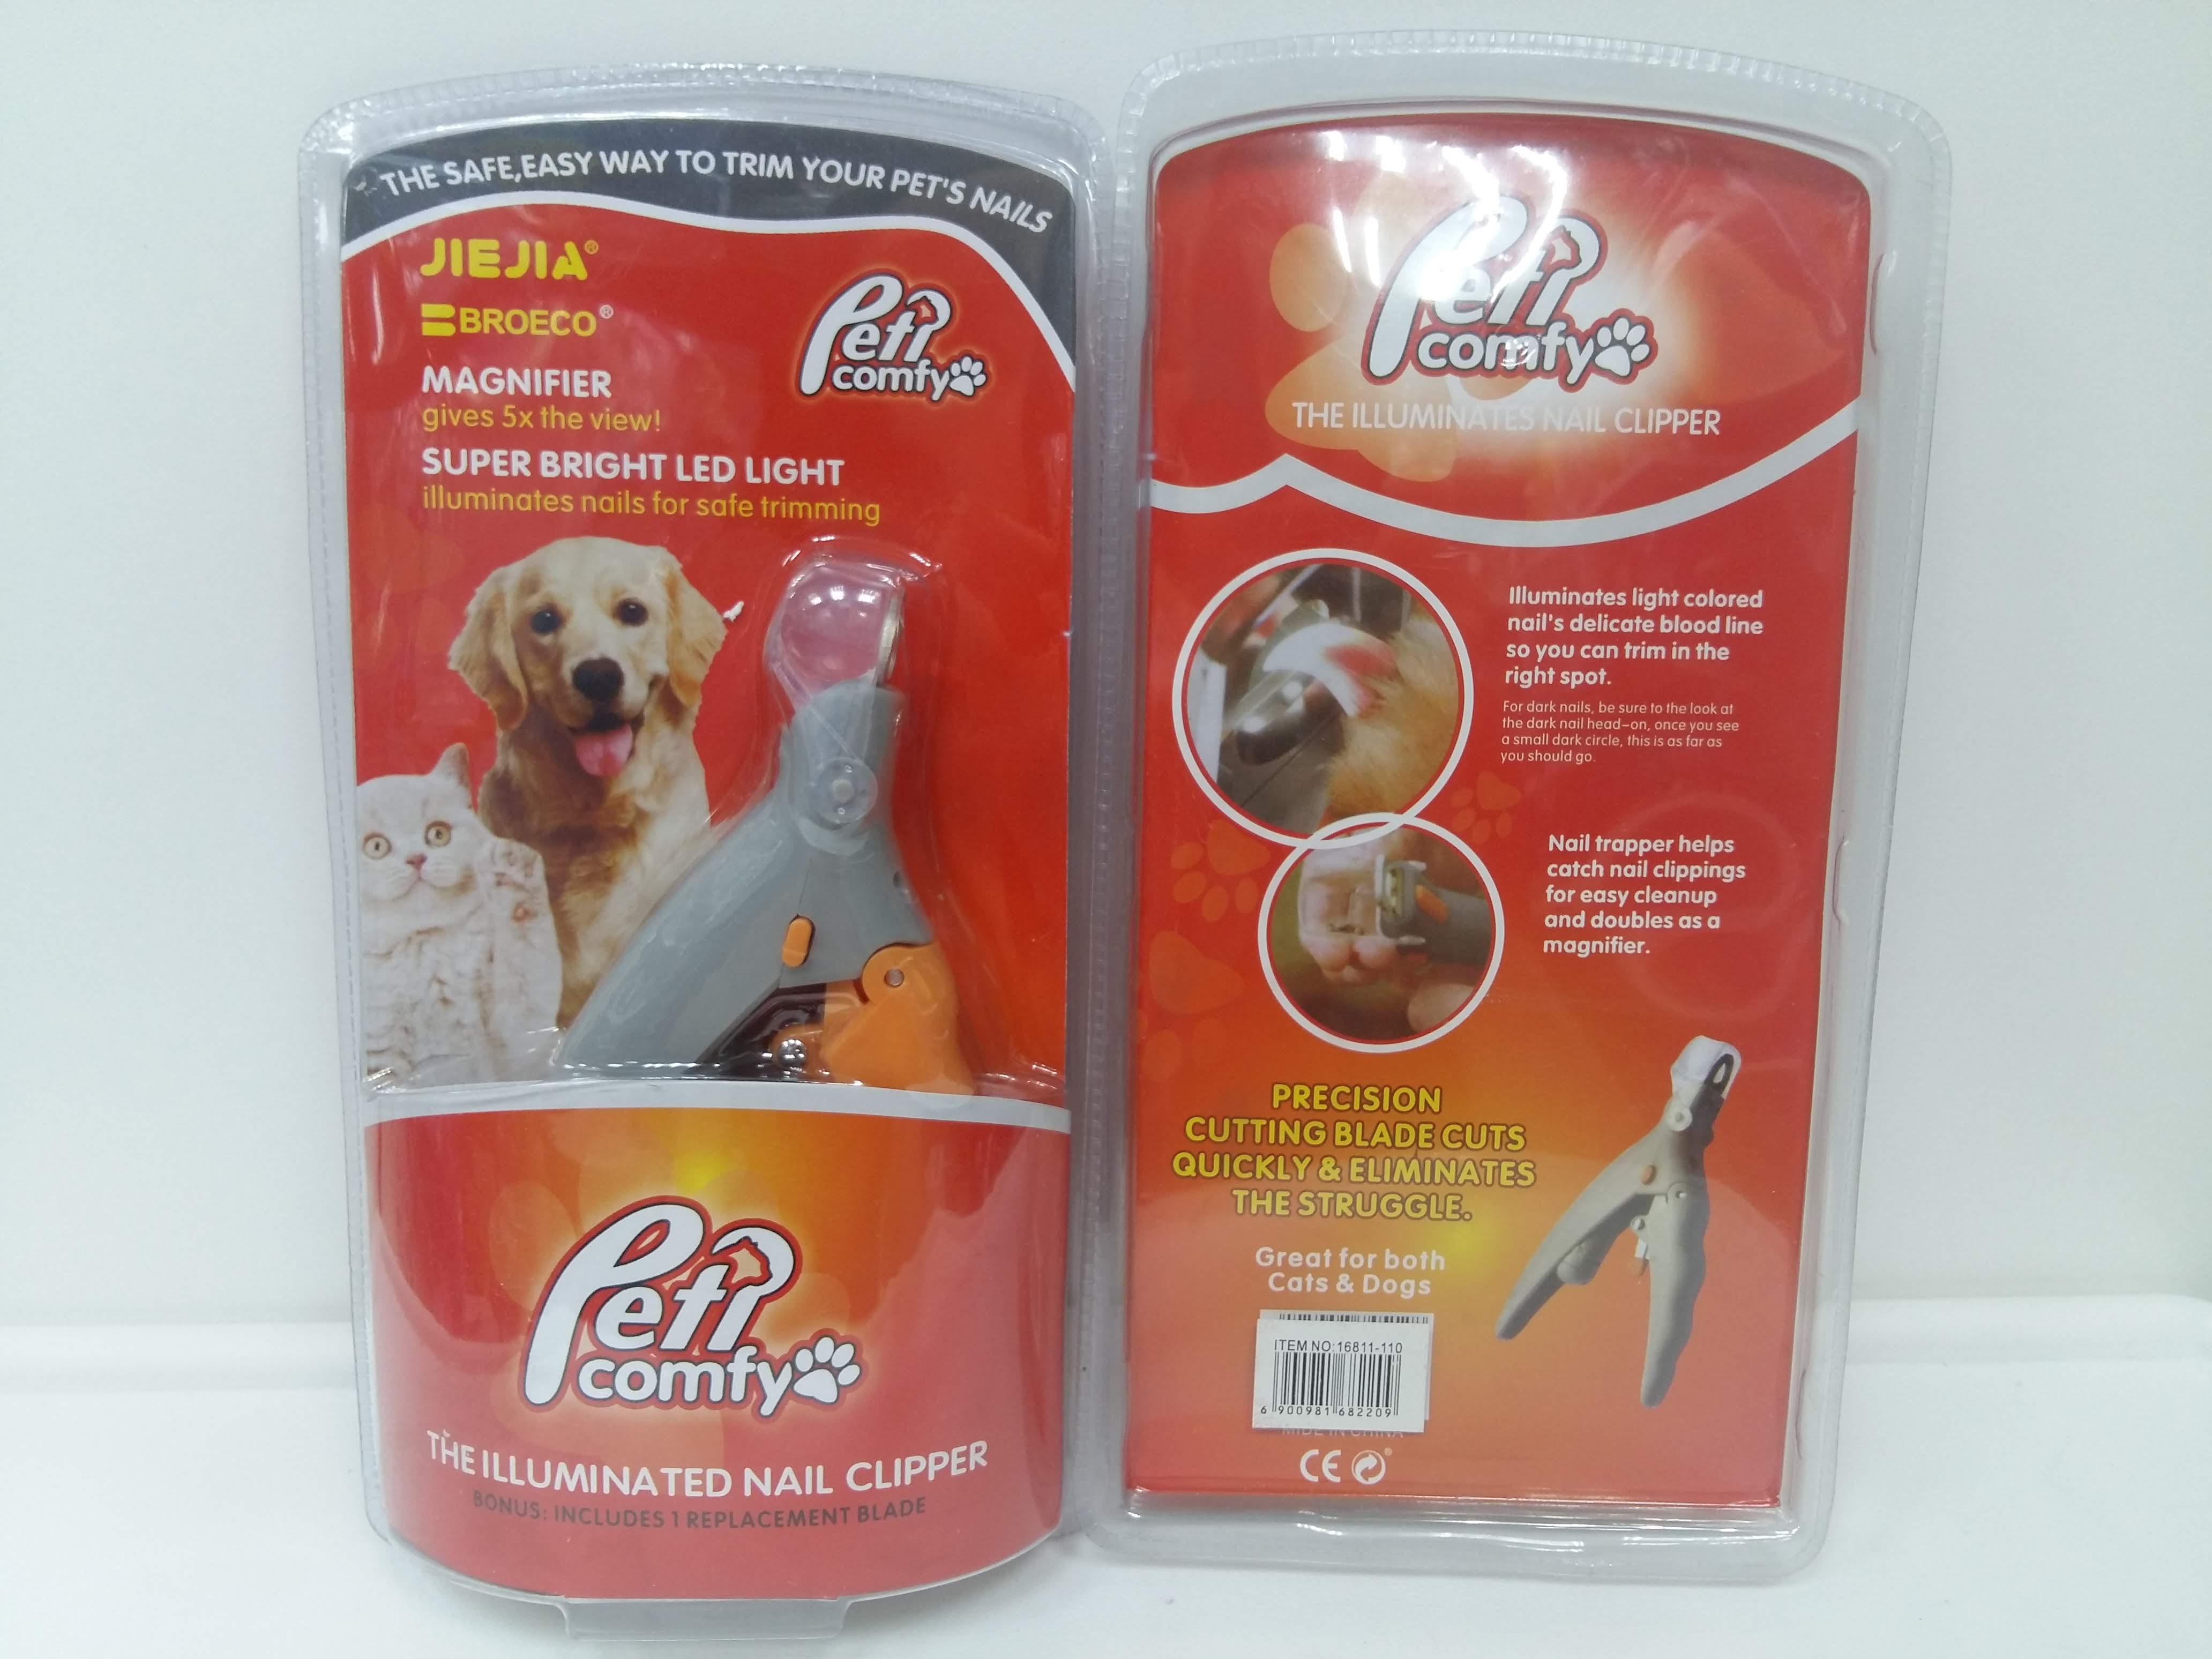 THE SAFE,EASY WAY TO TRIM YOUR PET'S NAILS
JIEJIA®
BROECO®
Peti
comfy
MAGNIFIER
gives 5x the view!
SUPER BRIGHT LED LIGHT
illuminates nails for safe trimming
Peti
comfy
THE ILLUMINATED NAIL CLIPPER
BONUS: INCLUDES 1 REPLACEMENT BLADE
Peti
comfy
THE ILLUMINATES NAIL CLIPPER
Illuminates light colored
nail's delicate blood line
so you can trim in the
right spot.
For dark nails, be sure to the look at
the dark nail head-on, once you see
a small dark circle, this is as far as
you should go.
Nail trapper helps
catch nail clippings
for easy cleanup
and doubles as a
magnifier.
PRECISION
CUTTING BLADE CUTS
QUICKLY & ELIMINATES
THE STRUGGLE.
Great for both
Cats & Dogs
ITEM NO:16811-110
6 900981 682209
MADE IN CHINA
CE